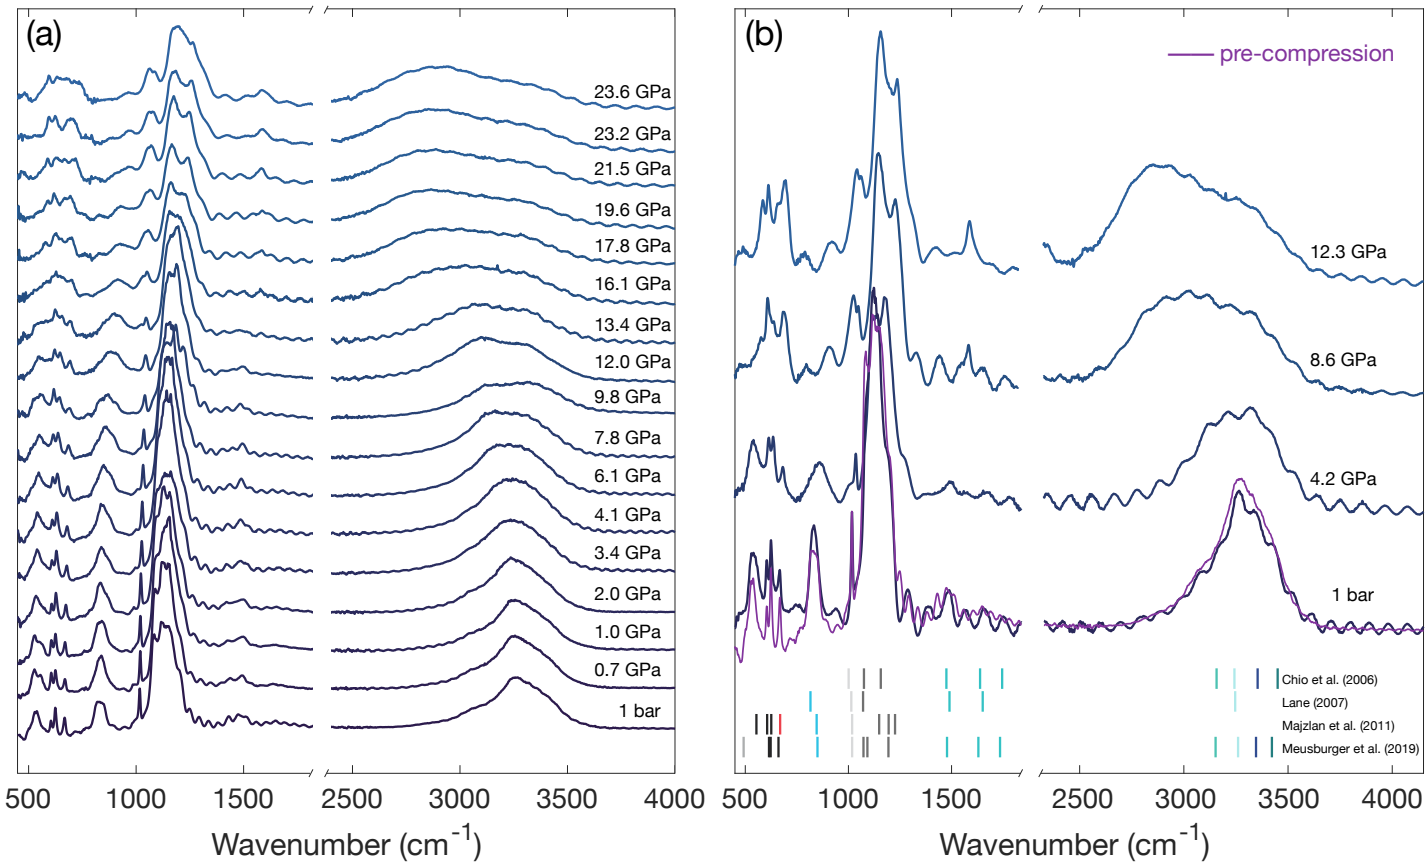 (a)
23.6 GPa
23.2 GPa
21.5 GPa
19.6 GPa
17.8 GPa
16.1 GPa
13.4 GPa
12.0 GPa
9.8 GPa
7.8 GPa
6.1 GPa
4.1 GPa
3.4 GPa
2.0 GPa
1.0 GPa
0.7 GPa
1 bar
500 1000 1500 2500 3000 3500 4000
Wavenumber (cm-1)
(b)
pre-compression
12.3 GPa
8.6 GPa
4.2 GPa
1 bar
Chio et al. (2006)
Lane (2007)
Majzlan et al. (2011)
Meusburger et al. (2019)
500 1000 1500 2500 3000 3500 4000
Wavenumber (cm-1)